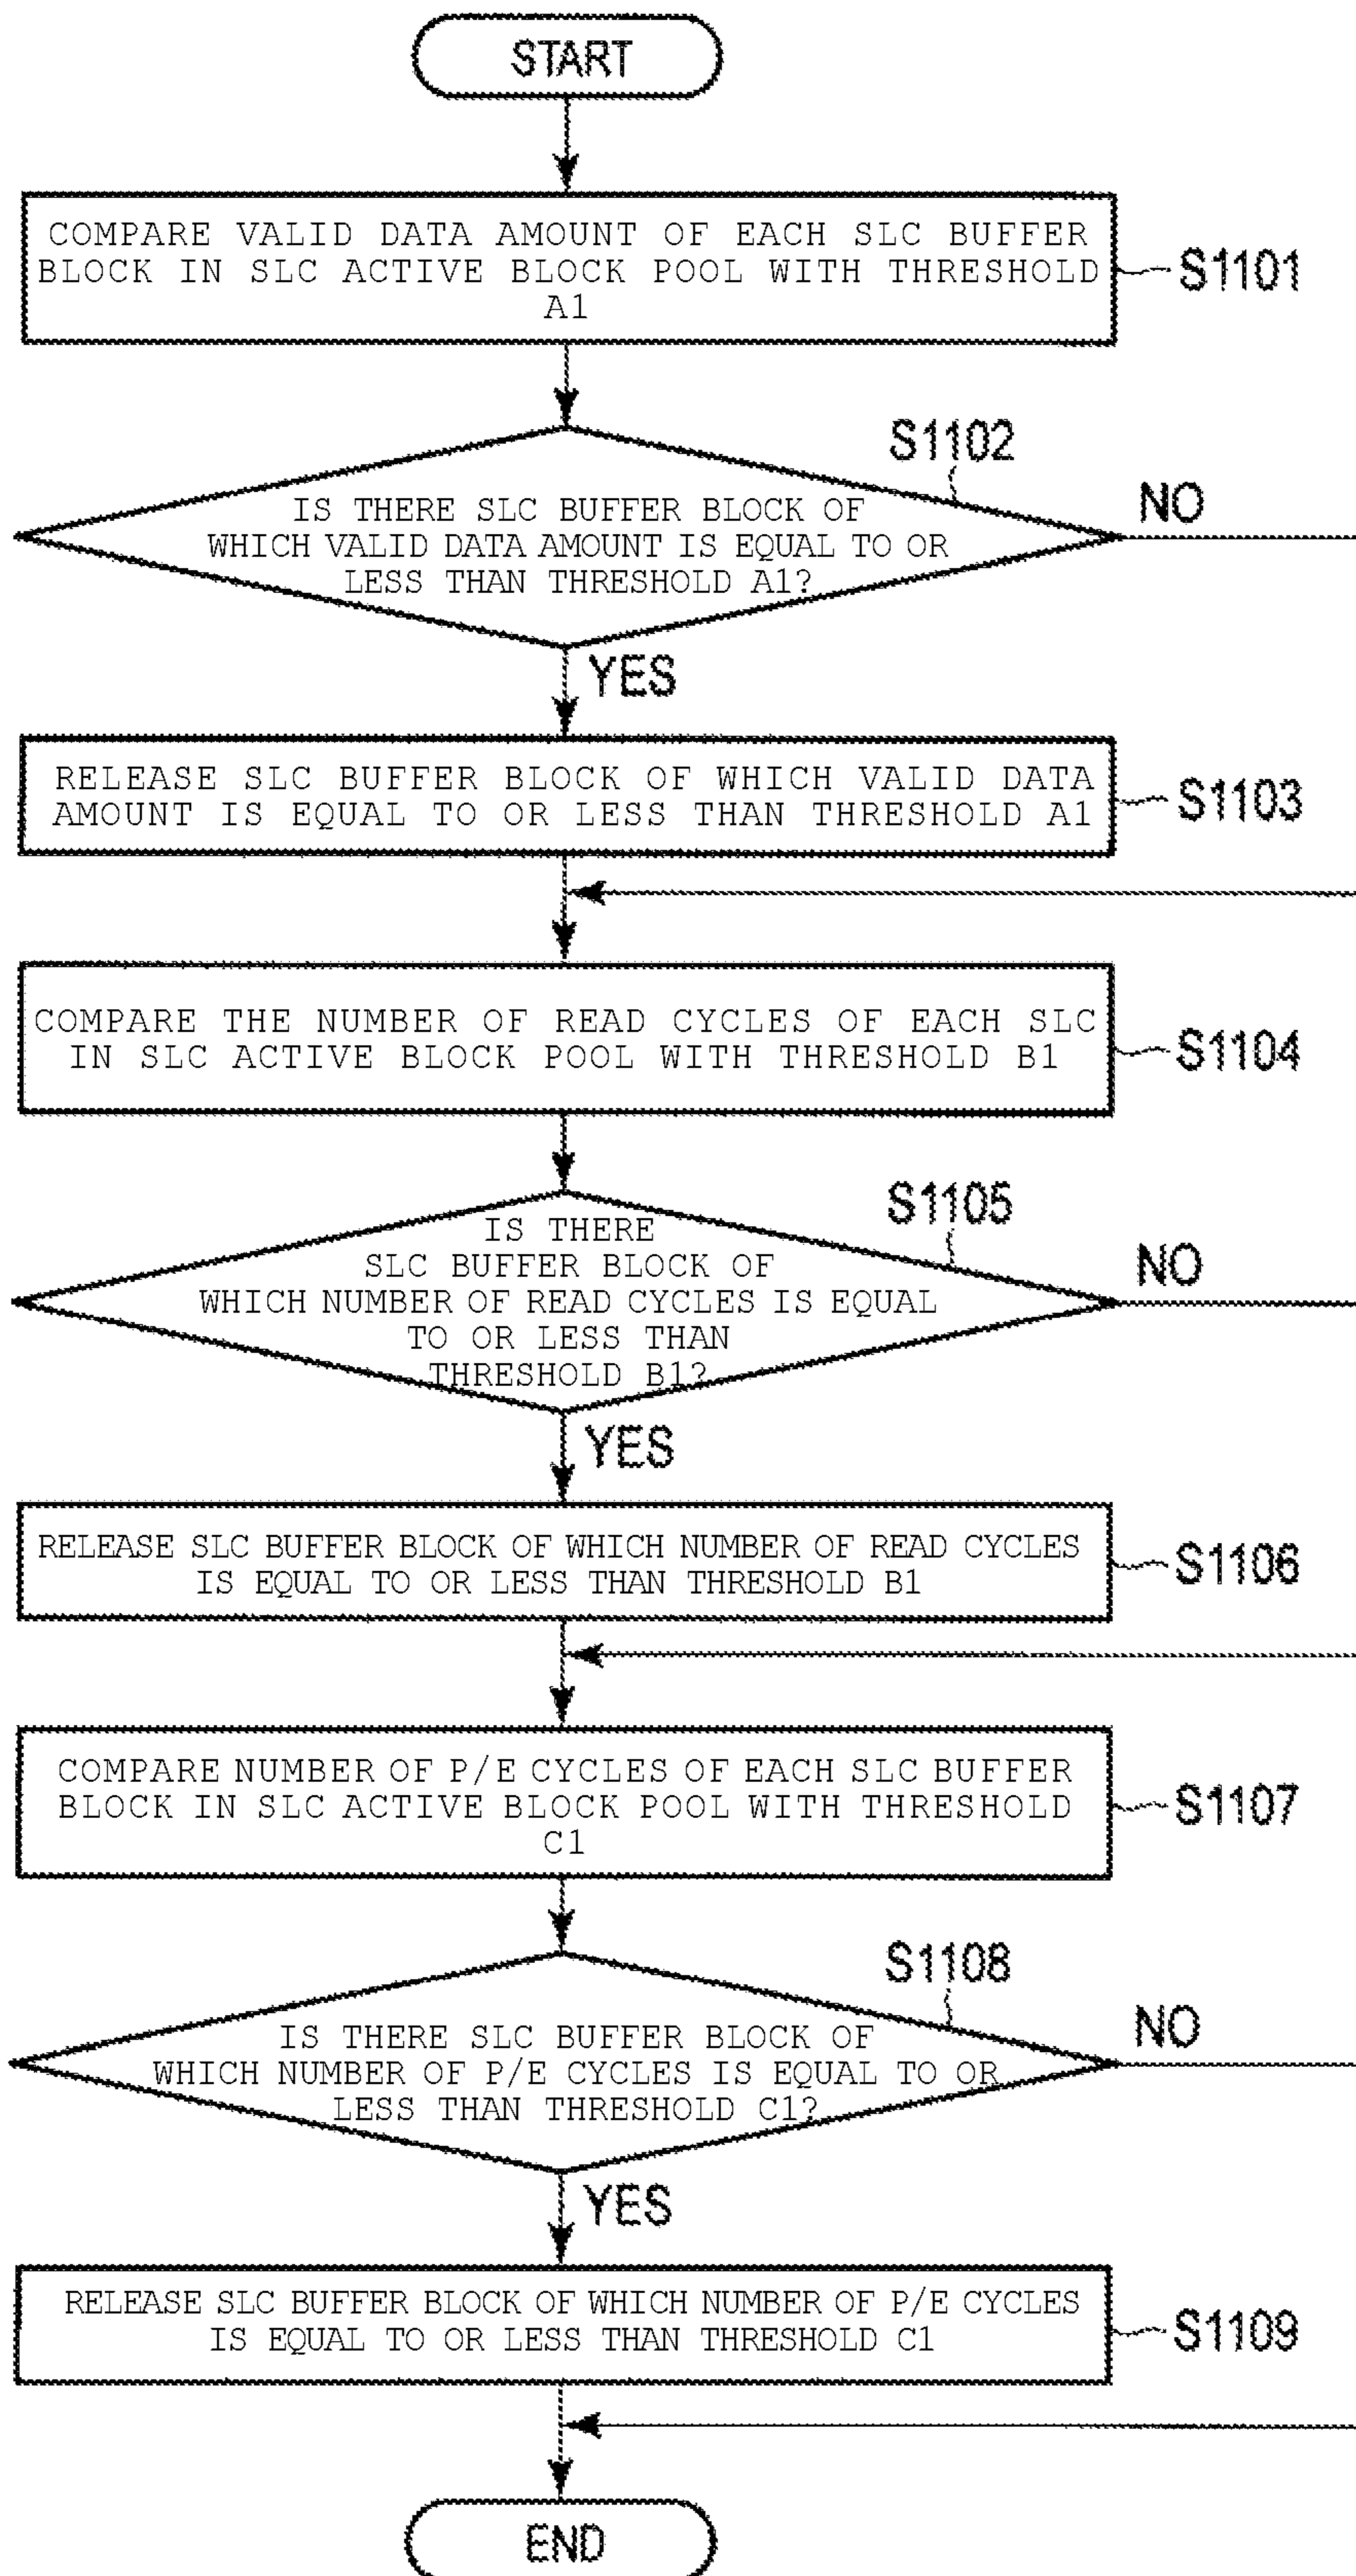 START
COMPARE VALID DATA AMOUNT OF EACH SLC BUFFER
BLOCK IN SLC ACTIVE BLOCK POOL WITH THRESHOLD
A1
S1101
S1102
IS THERE SLC BUFFER BLOCK OF
WHICH VALID DATA AMOUNT IS EQUAL TO OR
LESS THAN THRESHOLD A1?
NO
YES
RELEASE SLC BUFFER BLOCK OF WHICH VALID DATA
AMOUNT IS EQUAL TO OR LESS THAN THRESHOLD A1
S1103
COMPARE THE NUMBER OF READ CYCLES OF EACH SLC
IN SLC ACTIVE BLOCK POOL WITH THRESHOLD B1
S1104
S1105
IS THERE
SLC BUFFER BLOCK OF
WHICH NUMBER OF READ CYCLES IS EQUAL
TO OR LESS THAN
THRESHOLD B1?
NO
YES
RELEASE SLC BUFFER BLOCK OF WHICH NUMBER OF READ CYCLES
IS EQUAL TO OR LESS THAN THRESHOLD B1
S1106
COMPARE NUMBER OF P/E CYCLES OF EACH SLC BUFFER
BLOCK IN SLC ACTIVE BLOCK POOL WITH THRESHOLD
C1
S1107
S1108
IS THERE SLC BUFFER BLOCK OF
WHICH NUMBER OF P/E CYCLES IS EQUAL TO OR
LESS THAN THRESHOLD C1?
NO
YES
RELEASE SLC BUFFER BLOCK OF WHICH NUMBER OF P/E CYCLES
IS EQUAL TO OR LESS THAN THRESHOLD C1
S1109
END